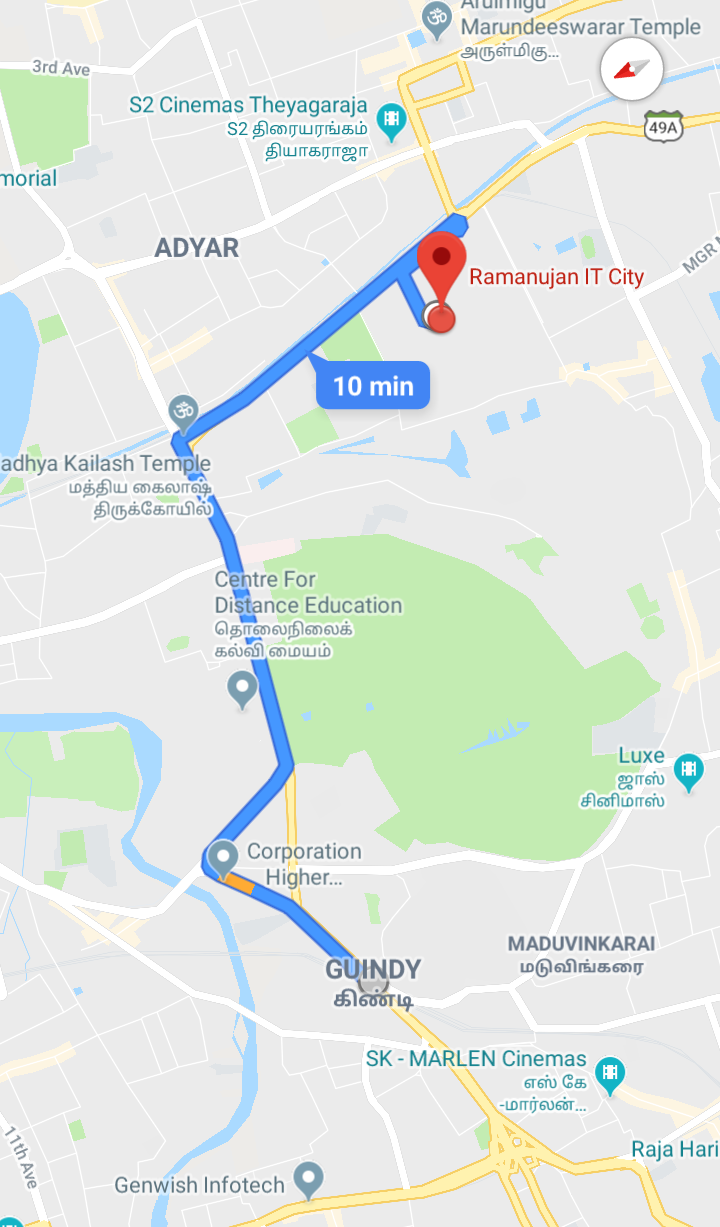 Arulmigu
Marundeeswarar Temple
அருள்மிகு...
3rd Ave
S2 Cinemas Theyagaraja
S2 திரையரங்கம்
தியாகராஜா
49A
morial
ADYAR
MGR
Ramanujan IT City
10 min
adhya Kailash Temple
மத்திய கைலாஷ்
திருக்கோயில்
Centre For
Distance Education
தொலைநிலைக்
கல்வி மையம்
Luxe
ஜாஸ்
சினிமாஸ்
Corporation
Higher...
GUINDY
கிண்டி
MADUVINKARAI
மடுவிங்கரை
SK - MARLEN Cinemas
எஸ் கே
-மார்லன்...
11th Ave
Raja Hari
Genwish Infotech